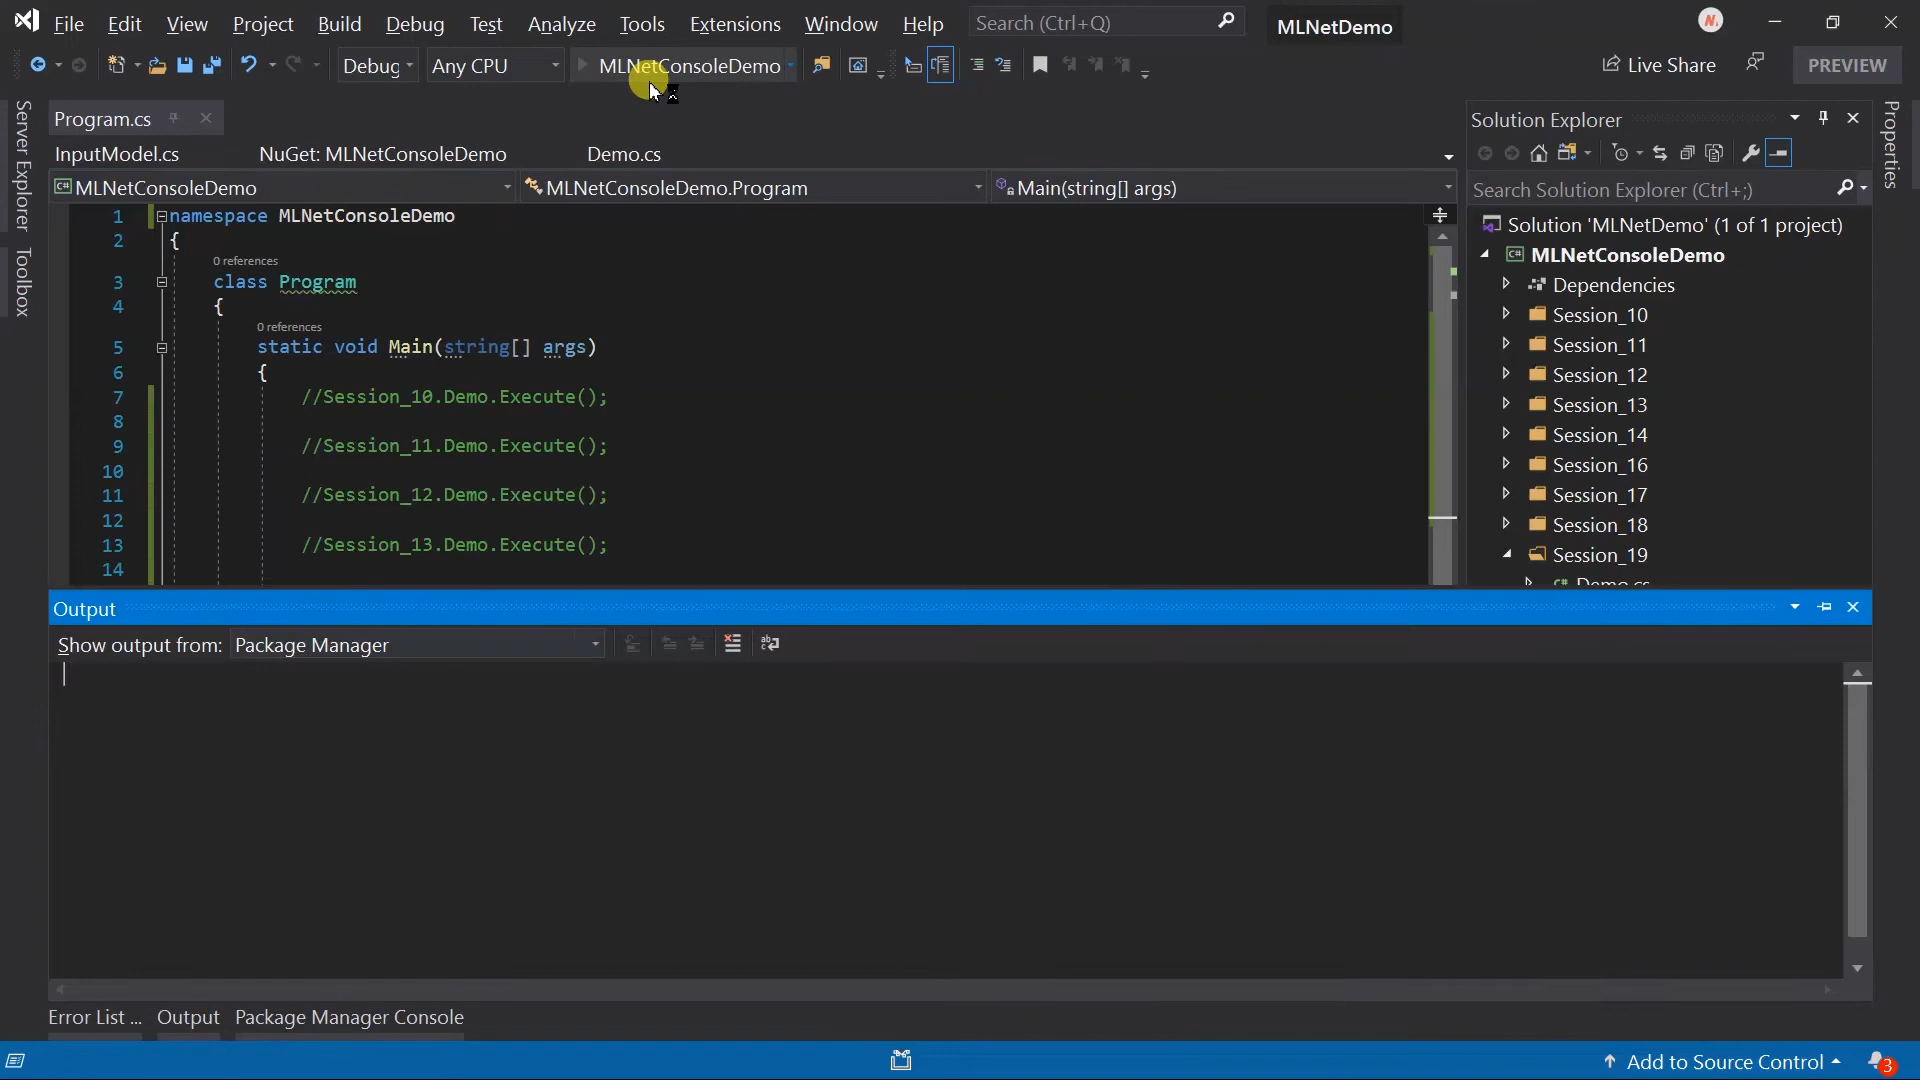 File Edit View Project Build Debug Test Analyze Tools Extensions Window Help Search (Ctrl+Q) MLNetDemo
Debug Any CPU MLNetConsoleDemo Live Share PREVIEW
Server Explorer
Toolbox
Program.cs
InputModel.cs NuGet: MLNetConsoleDemo Demo.cs
C# MLNetConsoleDemo MLNetConsoleDemo.Program Main(string[] args)
1 namespace MLNetConsoleDemo
2 {
0 references
3 class Program
4 {
0 references
5 static void Main(string[] args)
6 {
7 //Session_10.Demo.Execute();
8
9 //Session_11.Demo.Execute();
10
11 //Session_12.Demo.Execute();
12
13 //Session_13.Demo.Execute();
14
Solution Explorer
Search Solution Explorer (Ctrl+;)
Solution 'MLNetDemo' (1 of 1 project)
C# MLNetConsoleDemo
Dependencies
Session_10
Session_11
Session_12
Session_13
Session_14
Session_16
Session_17
Session_18
Session_19
C# Demo.cs
Properties
Output
Show output from: Package Manager
Error List ... Output Package Manager Console
Add to Source Control 3